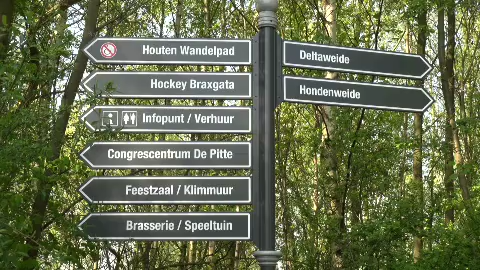 Houten Wandelpad
Hockey Braxgata
Infopunt / Verhuur
Congrescentrum De Pitte
Feestzaal / Klimmuur
Brasserie / Speeltuin
Deltaweide
Hondenweide